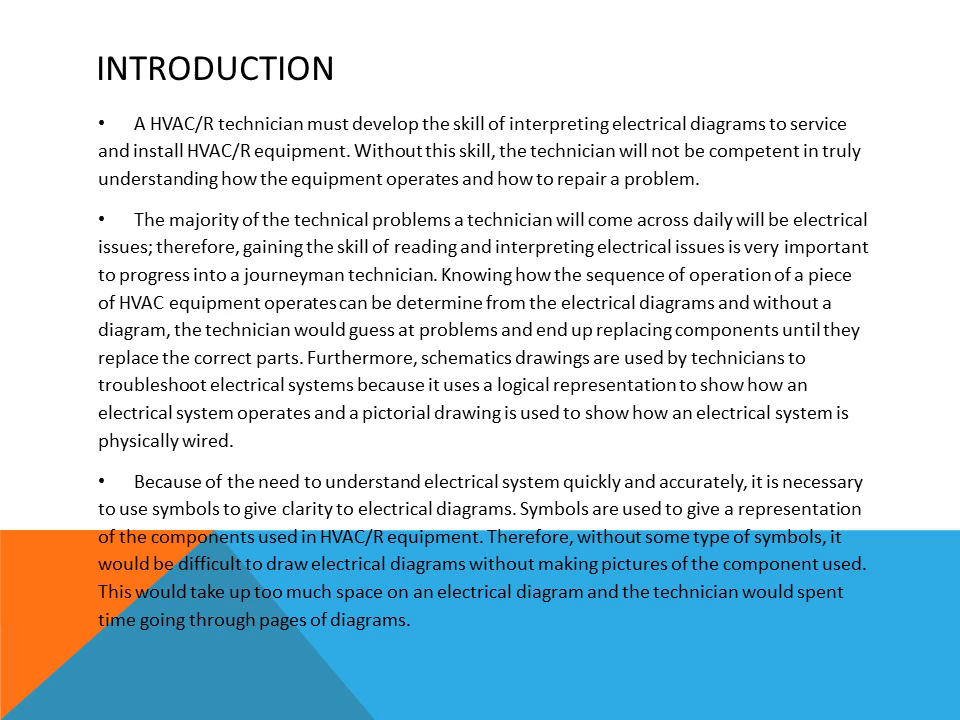 INTRODUCTION
• A HVAC/R technician must develop the skill of interpreting electrical diagrams to service
and install HVAC/R equipment. Without this skill, the technician will not be competent in truly
understanding how the equipment operates and how to repair a problem.
• The majority of the technical problems a technician will come across daily will be electrical
issues; therefore, gaining the skill of reading and interpreting electrical issues is very important
to progress into a journeyman technician. Knowing how the sequence of operation of a piece
of HVAC equipment operates can be determine from the electrical diagrams and without a
diagram, the technician would guess at problems and end up replacing components until they
replace the correct parts. Furthermore, schematics drawings are used by technicians to
troubleshoot electrical systems because it uses a logical representation to show how an
electrical system operates and a pictorial drawing is used to show how an electrical system is
physically wired.
• Because of the need to understand electrical system quickly and accurately, it is necessary
to use symbols to give clarity to electrical diagrams. Symbols are used to give a representation
of the components used in HVAC/R equipment. Therefore, without some type of symbols, it
would be difficult to draw electrical diagrams without making pictures of the component used.
This would take up too much space on an electrical diagram and the technician would spent
time going through pages of diagrams.